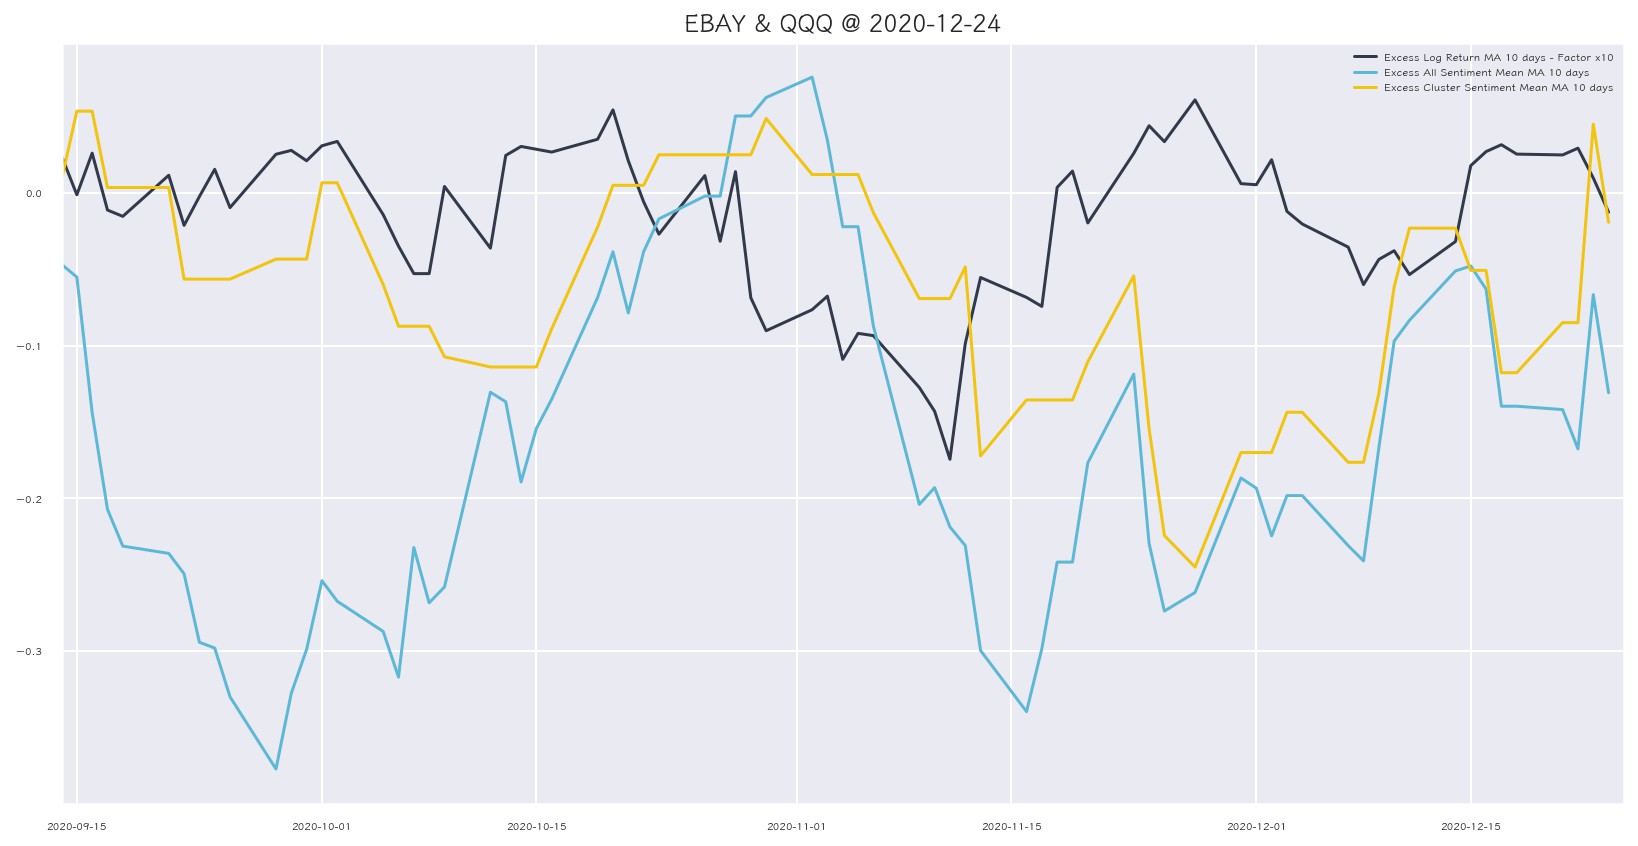 EBAY & QQQ @ 2020-12-24
Excess Log Return MA 10 days - Factor x10
Excess All Sentiment Mean MA 10 days
Excess Cluster Sentiment Mean MA 10 days
0.0
−0.1
−0.2
−0.3
2020-09-15
2020-10-01
2020-10-15
2020-11-01
2020-11-15
2020-12-01
2020-12-15